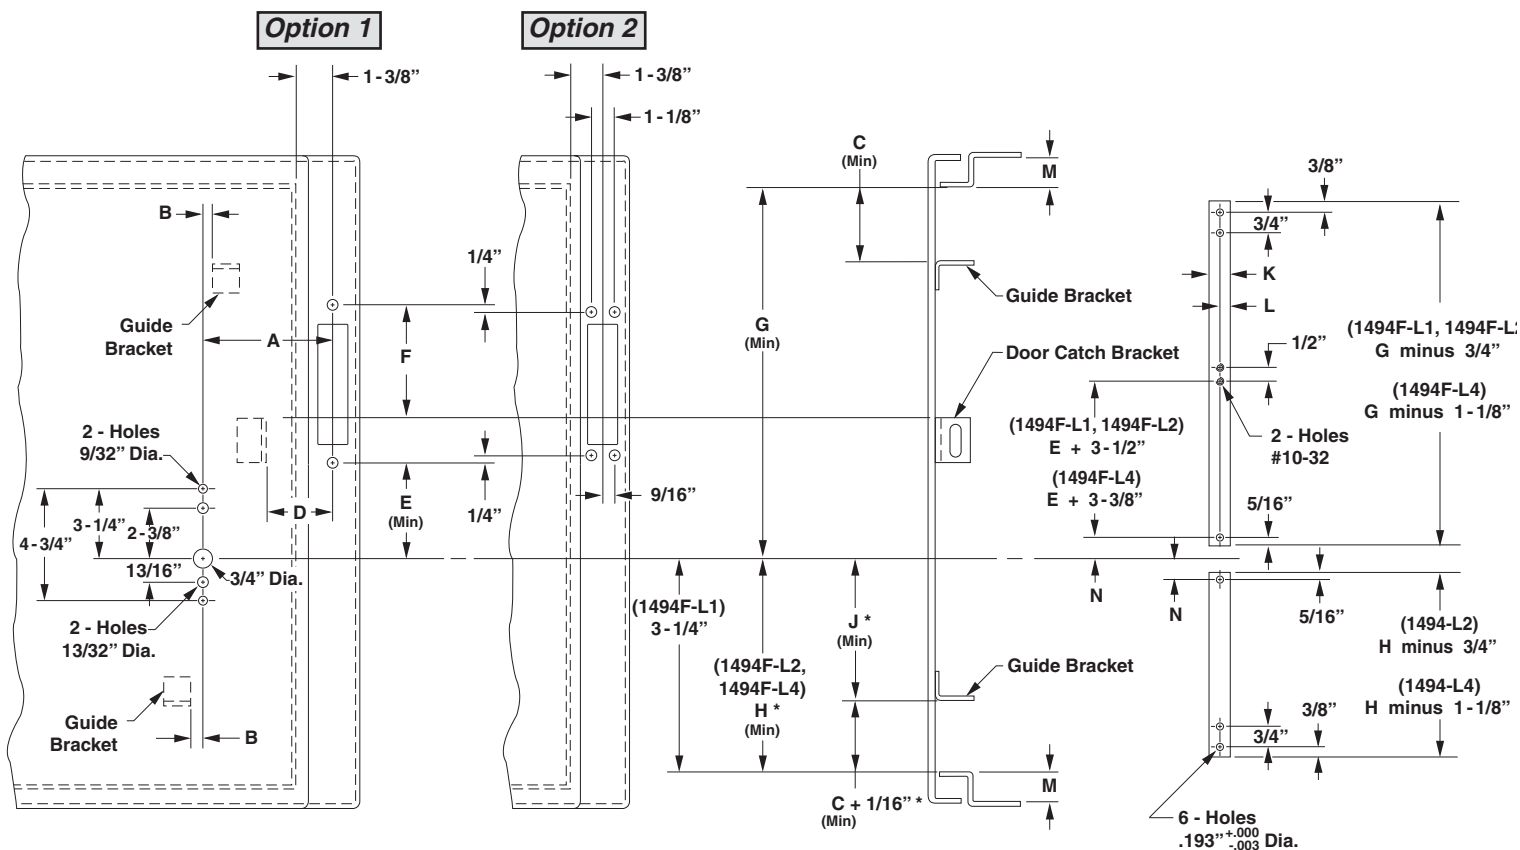 Option 1
Option 2
1-3/8”
1-3/8”
1-1/8”
C
(Min)
M
3/8”
3/4”
B
1/4”
K
L
Guide
Bracket
A
F
G
(Min)
Guide Bracket
Door Catch Bracket
(1494F-L1, 1494F-L2
G minus 3/4”
1/2”
(1494F-L4)
G minus 1-1/8”
2 - Holes
9/32” Dia.
(1494F-L1, 1494F-L2)
E + 3-1/2”
(1494F-L4)
E + 3-3/8”
2 - Holes
#10-32
D
E
(Min)
1/4”
9/16”
5/16”
4-3/4”
3-1/4”
2-3/8”
13/16”
3/4” Dia.
2 - Holes
13/32” Dia.
(1494F-L1)
3-1/4”
N
N
5/16”
J *
(Min)
(1494F-L2,
1494F-L4)
H *
(Min)
Guide Bracket
(1494-L2)
H minus 3/4”
(1494-L4)
H minus 1-1/8”
Guide
Bracket
B
3/8”
3/4”
M
C + 1/16” *
(Min)
6 - Holes
.193” +.000 -.003 Dia.